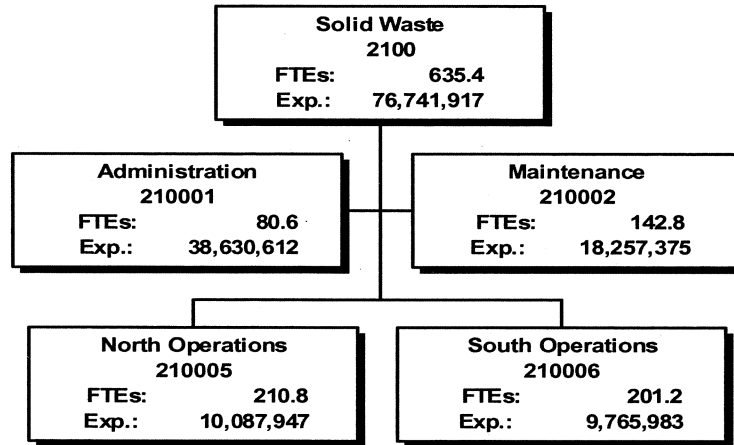 Solid Waste
2100
FTEs: 635.4
Exp.: 76,741,917
Administration
210001
FTEs: 80.6
Exp.: 38,630,612
Maintenance
210002
FTEs: 142.8
Exp.: 18,257,375
North Operations
210005
FTEs: 210.8
Exp.: 10,087,947
South Operations
210006
FTEs: 201.2
Exp.: 9,765,983